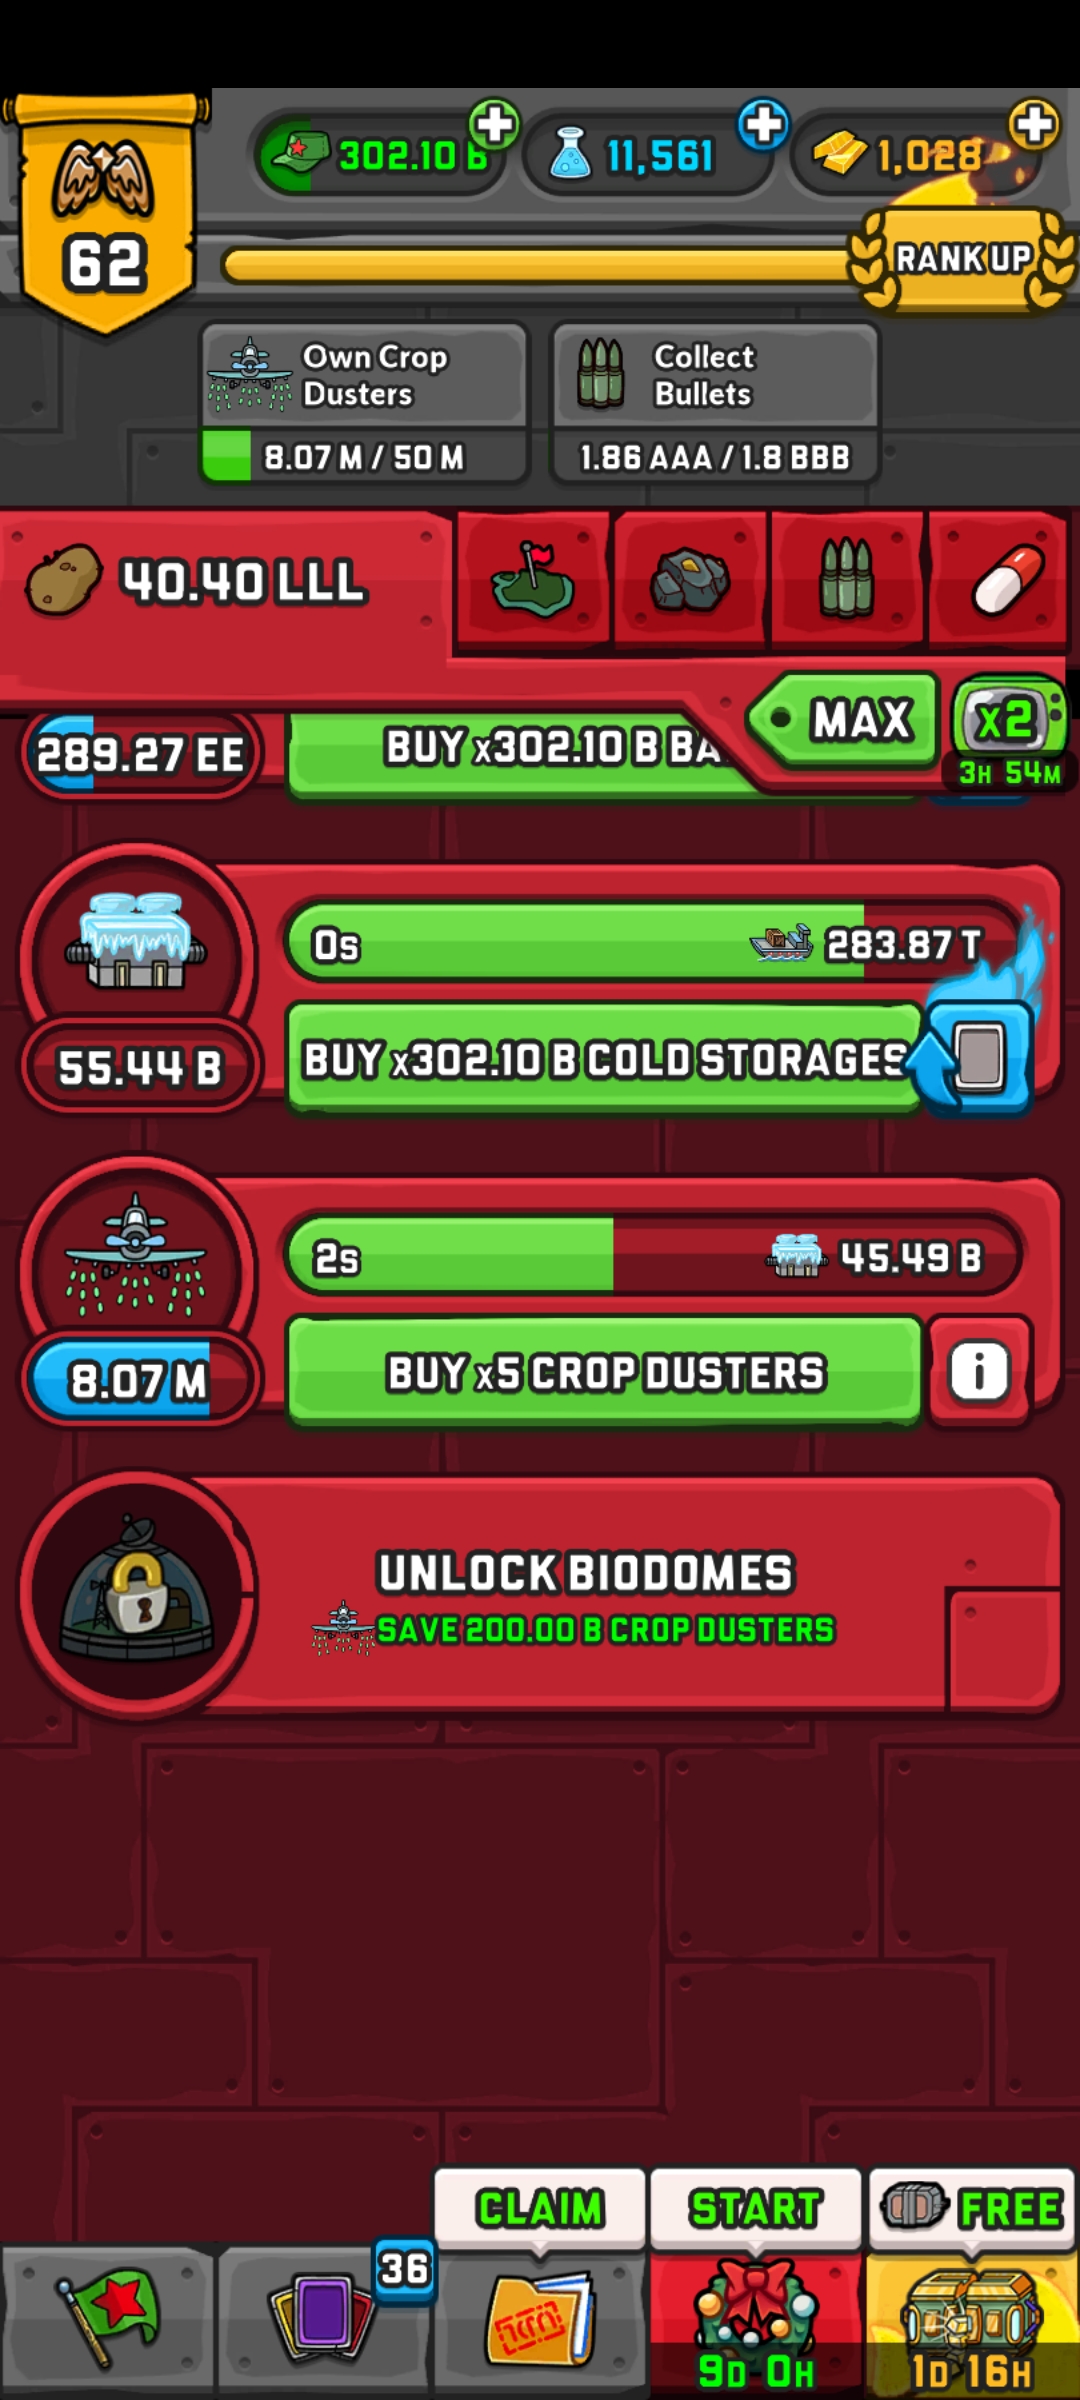 302.10 B
11,561
1,028
62
RANK UP
Own Crop
Dusters
8.07 M / 50 M
Collect
Bullets
1.86 AAA / 1.8 BBB
40.40 LLL
MAX
x2
3H 54M
289.27 EE
BUY x302.10 B BA
0s
283.87 T
55.44 B
BUY x302.10 B COLD STORAGES
2s
45.49 B
8.07 M
BUY x5 CROP DUSTERS
i
UNLOCK BIODOMES
SAVE 200.00 B CROP DUSTERS
CLAIM
START
FREE
36
9D 0H
1D 16H